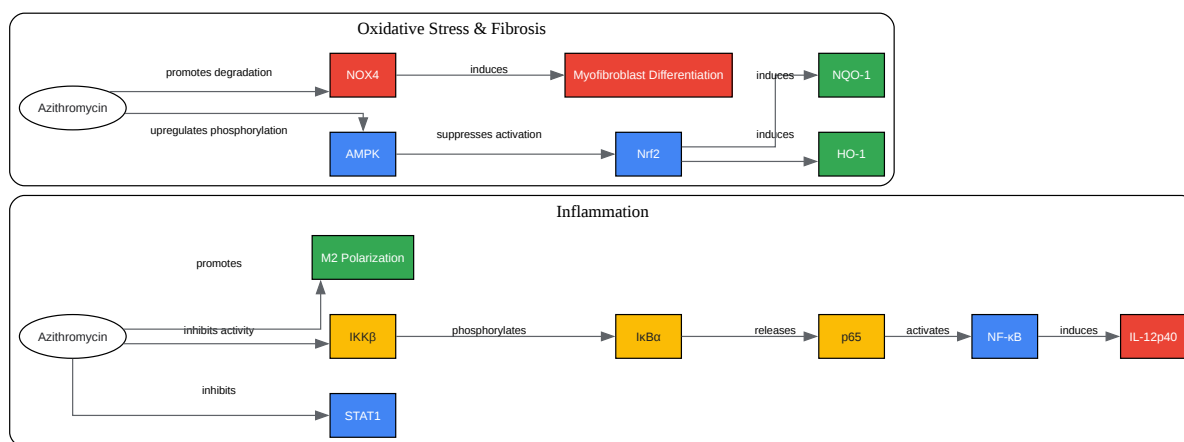 Oxidative Stress & Fibrosis
promotes degradation
NOX4
induces
Myofibroblast Differentiation
induces
NQO-1
Azithromycin
upregulates phosphorylation
AMPK
suppresses activation
Nrf2
induces
HO-1
Inflammation
promotes
M2 Polarization
Azithromycin
inhibits activity
IKKβ
phosphorylates
IκBα
releases
p65
activates
NF-κB
induces
IL-12p40
inhibits
STAT1